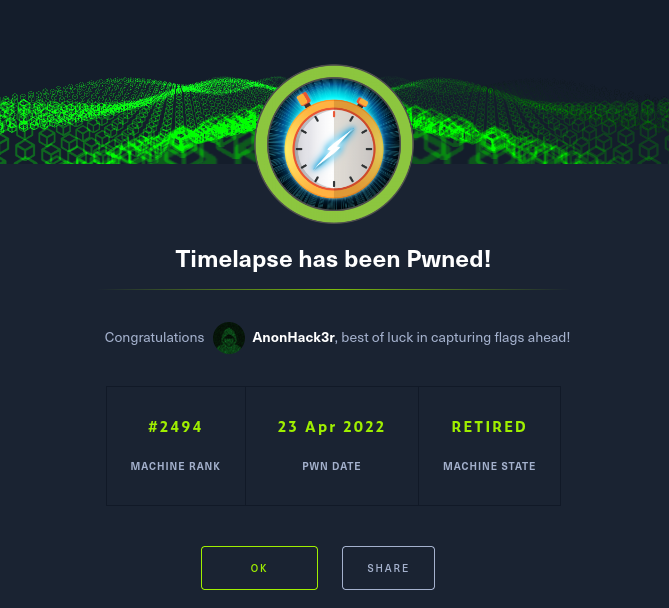 Timelapse has been Pwned!
Congratulations AnonHack3r, best of luck in capturing flags ahead!
#2494 23 Apr 2022 RETIRED
MACHINE RANK PWN DATE MACHINE STATE
OK SHARE